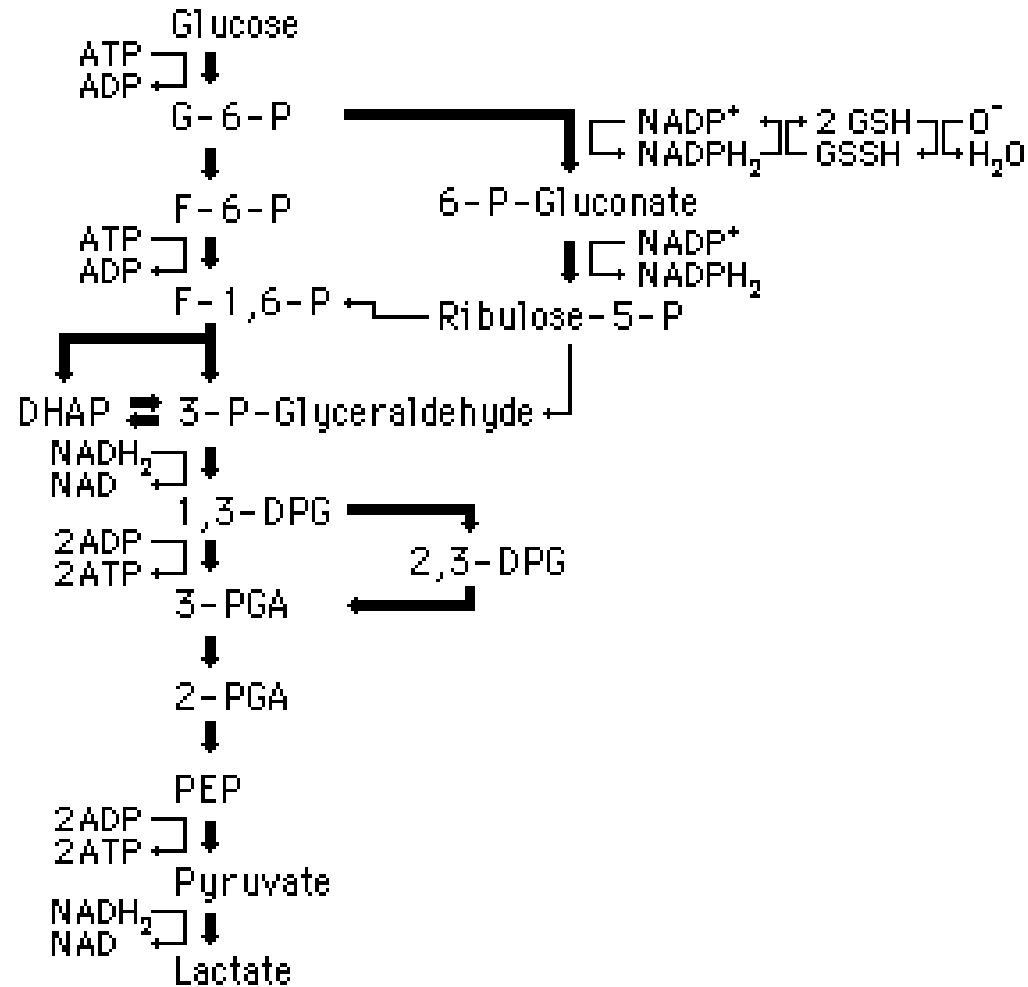 Glucose
ATP
ADP
G-6-P
NADP⁺ 2 GSH O⁻
NADPH₂ GSSH H₂O
F-6-P 6-P-Gluconate
ATP NADP⁺
ADP NADPH₂
F-1,6-P Ribulose-5-P
DHAP 3-P-Glyceraldehyde
NADH₂
NAD
1,3-DPG
2ADP
2ATP 2,3-DPG
3-PGA
2-PGA
PEP
2ADP
2ATP
Pyruvate
NADH₂
NAD
Lactate